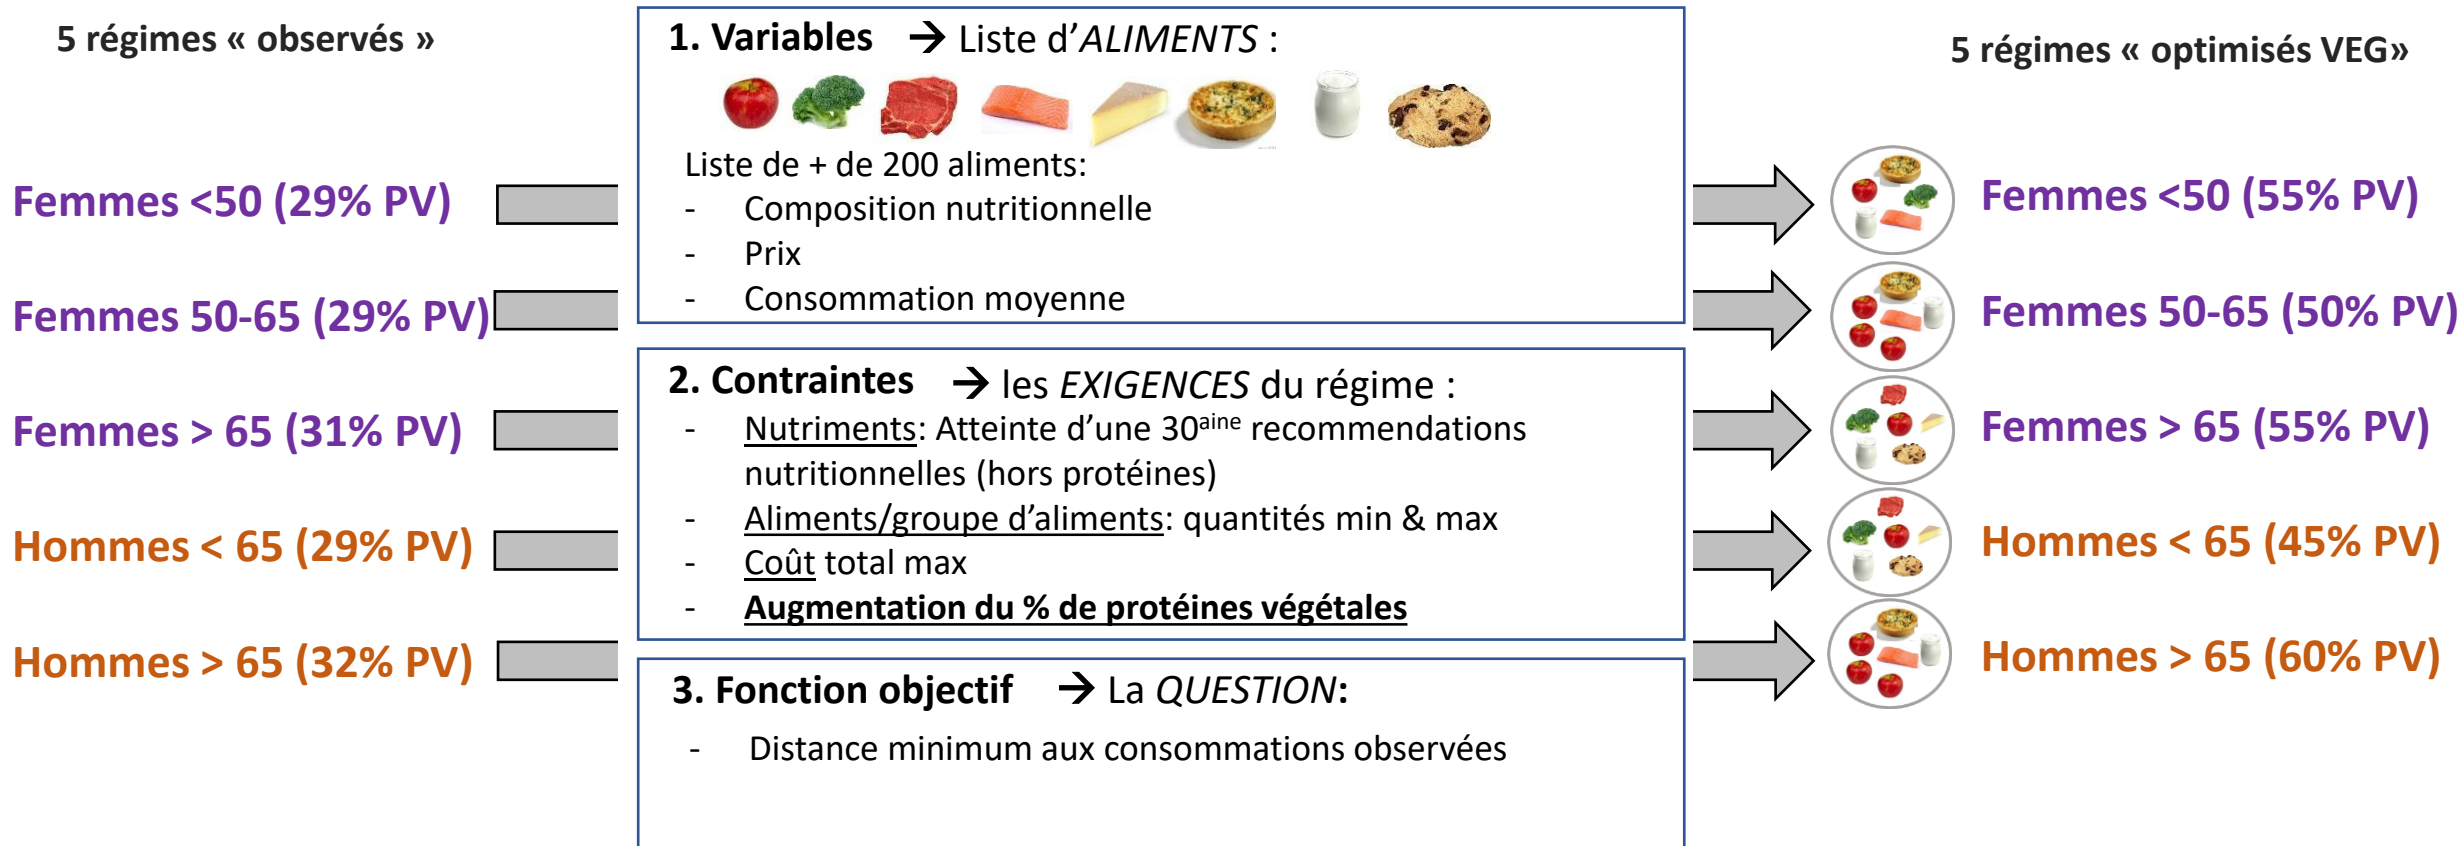 5 régimes « observés »
Femmes <50 (29% PV)
Femmes 50-65 (29% PV)
Femmes > 65 (31% PV)
Hommes < 65 (29% PV)
Hommes > 65 (32% PV)
1. Variables → Liste d’ALIMENTS :
Liste de + de 200 aliments:
- Composition nutritionnelle
- Prix
- Consommation moyenne
2. Contraintes → les EXIGENCES du régime :
- Nutriments: Atteinte d’une 30aine recommendations
nutritionnelles (hors protéines)
- Aliments/groupe d’aliments: quantités min & max
- Coût total max
- Augmentation du % de protéines végétales
3. Fonction objectif → La QUESTION:
- Distance minimum aux consommations observées
5 régimes « optimisés VEG»
Femmes <50 (55% PV)
Femmes 50-65 (50% PV)
Femmes > 65 (55% PV)
Hommes < 65 (45% PV)
Hommes > 65 (60% PV)